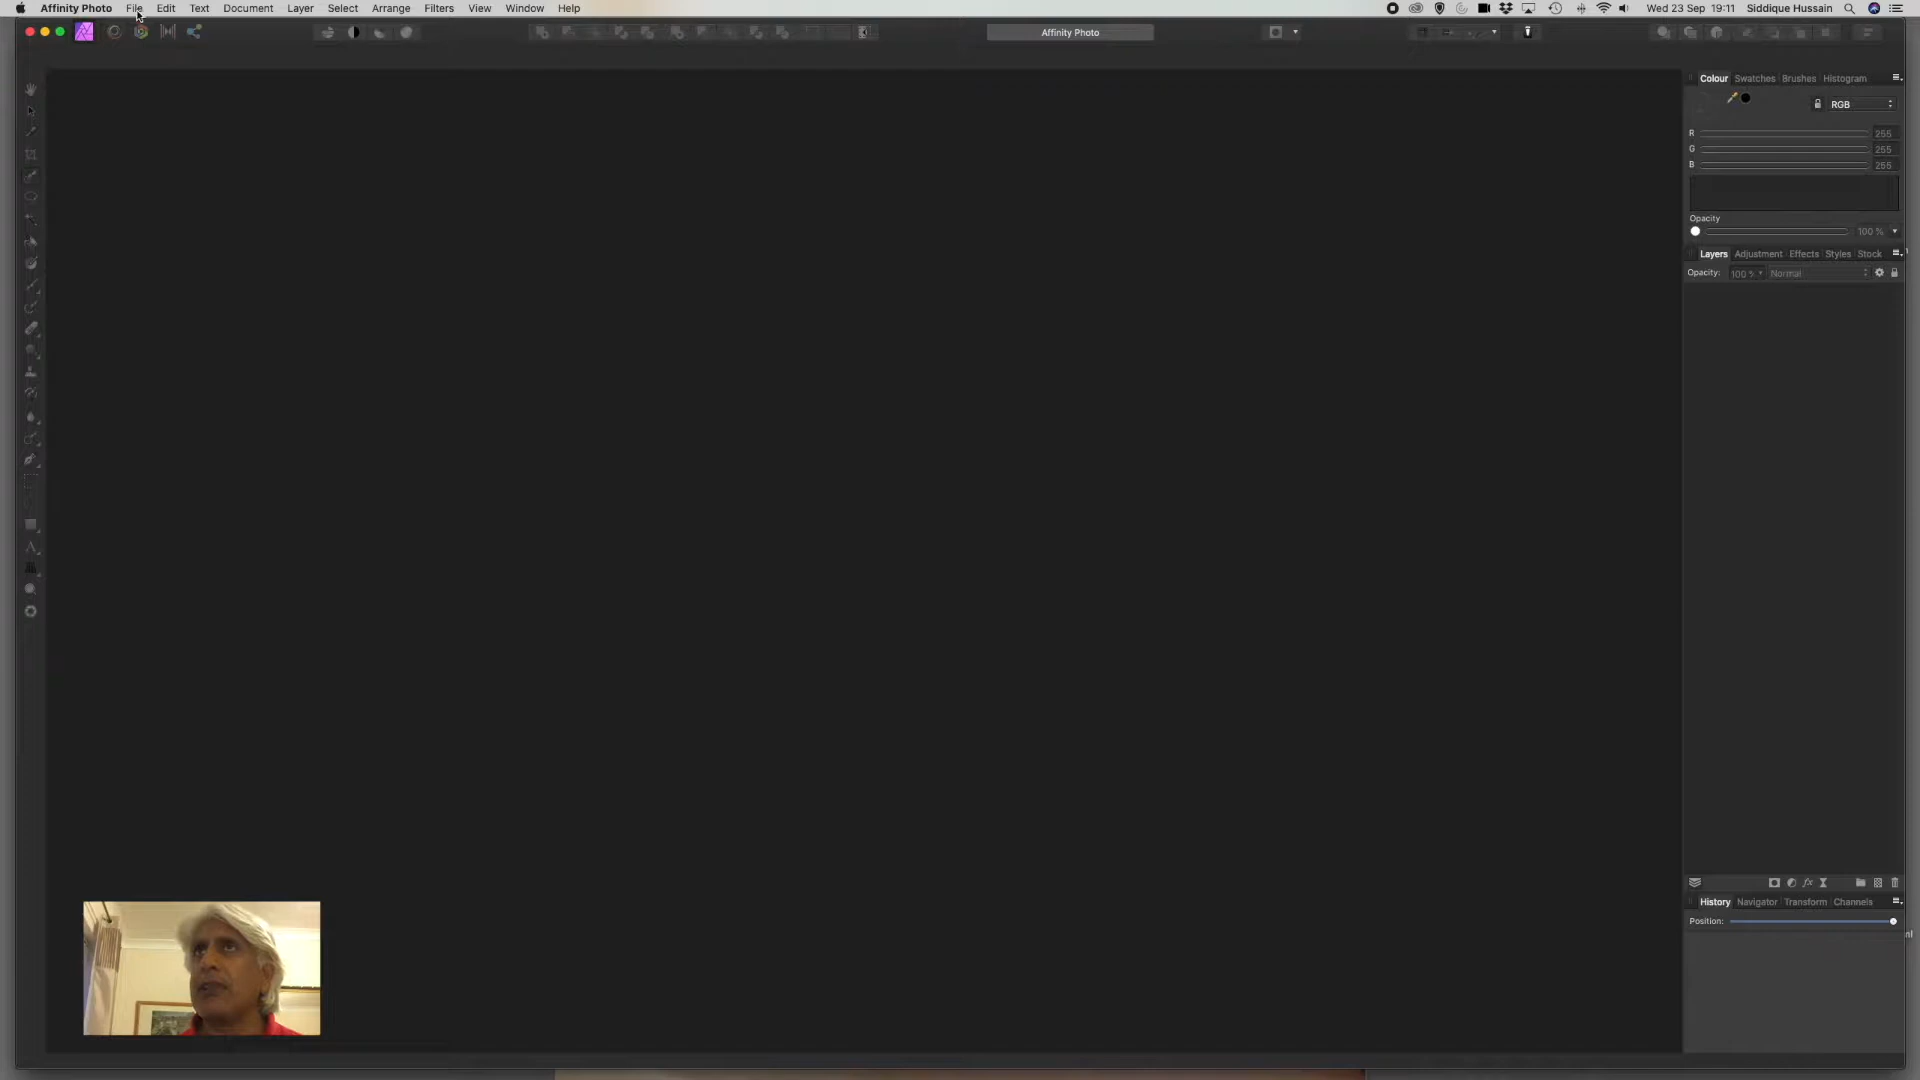 Affinity Photo File Edit Text Document Layer Select Arrange Filters View Window Help Wed 23 Sep 19:11 Siddique Hussain
Affinity Photo
Colour Swatches Brushes Histogram
RGB
R 255
G 255
B 255
Opacity
100 %
Layers Adjustment Effects Styles Stock
Opacity: 100 % Normal
fx
History Navigator Transform Channels
Position: